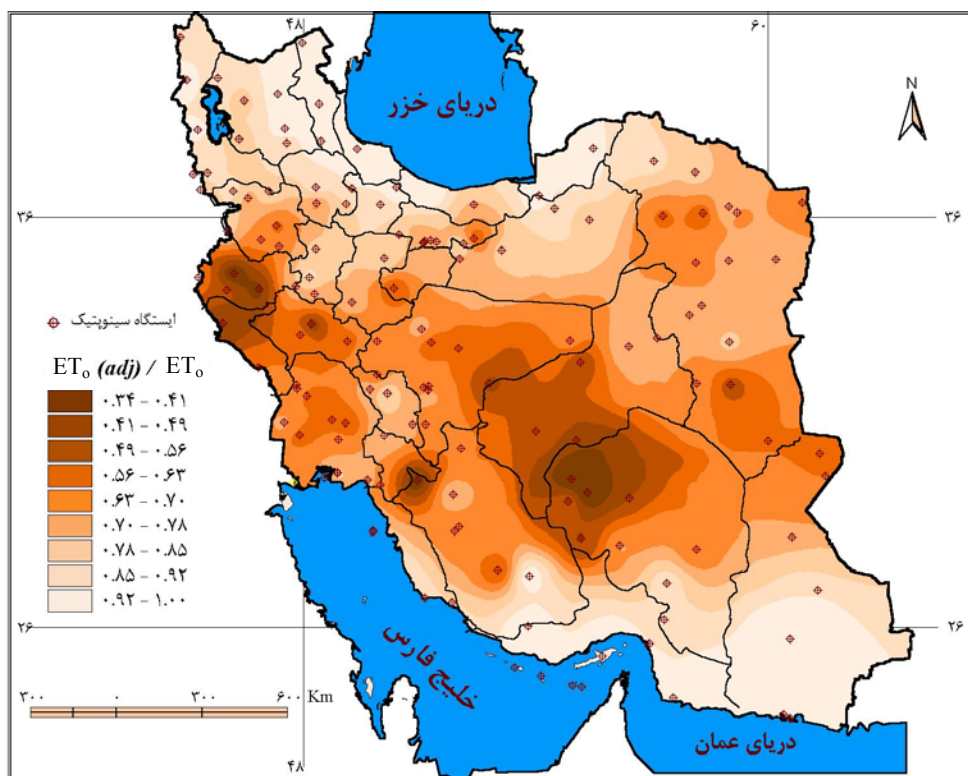 ۴۸
۶۰
دریای خزر
N
۳۶
۳۶
ایستگاه سینوپتیک
ET₀ (adj) / ET₀
۰.۳۴ – ۰.۴۱
۰.۴۱ – ۰.۴۹
۰.۴۹ – ۰.۵۶
۰.۵۶ – ۰.۶۳
۰.۶۳ – ۰.۷۰
۰.۷۰ – ۰.۷۸
۰.۷۸ – ۰.۸۵
۰.۸۵ – ۰.۹۲
۰.۹۲ – ۱.۰۰
۲۶
۲۶
خلیج فارس
۳۰۰ ۰ ۳۰۰ ۶۰۰ Km
دریای عمان
۴۸